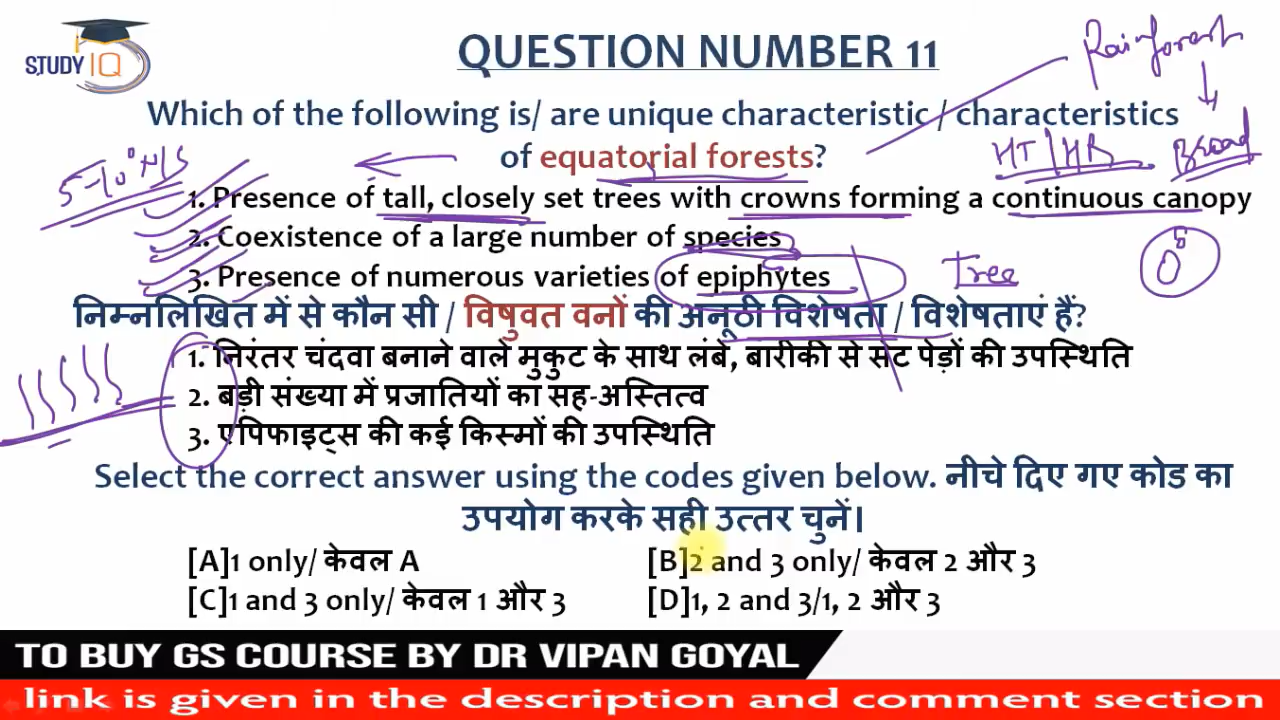 STUDY IQ
QUESTION NUMBER 11
Rainforest
Which of the following is/ are unique characteristic / characteristics
of equatorial forests?
HT / HR Broad
5-10° N/S
1. Presence of tall, closely set trees with crowns forming a continuous canopy
2. Coexistence of a large number of species
3. Presence of numerous varieties of epiphytes
Tree
निम्नलिखित में से कौन सी / विषुवत वनों की अनूठी विशेषता / विशेषताएं हैं?
1. निरंतर चंदवा बनाने वाले मुकुट के साथ लंबे, बारीकी से सेट पेड़ों की उपस्थिति
2. बड़ी संख्या में प्रजातियों का सह-अस्तित्व
3. एपिफाइट्स की कई किस्मों की उपस्थिति
Select the correct answer using the codes given below. नीचे दिए गए कोड का
उपयोग करके सही उत्तर चुनें।
[A]1 only/ केवल A
[B]2 and 3 only/ केवल 2 और 3
[C]1 and 3 only/ केवल 1 और 3
[D]1, 2 and 3/1, 2 और 3
TO BUY GS COURSE BY DR VIPAN GOYAL
link is given in the description and comment section